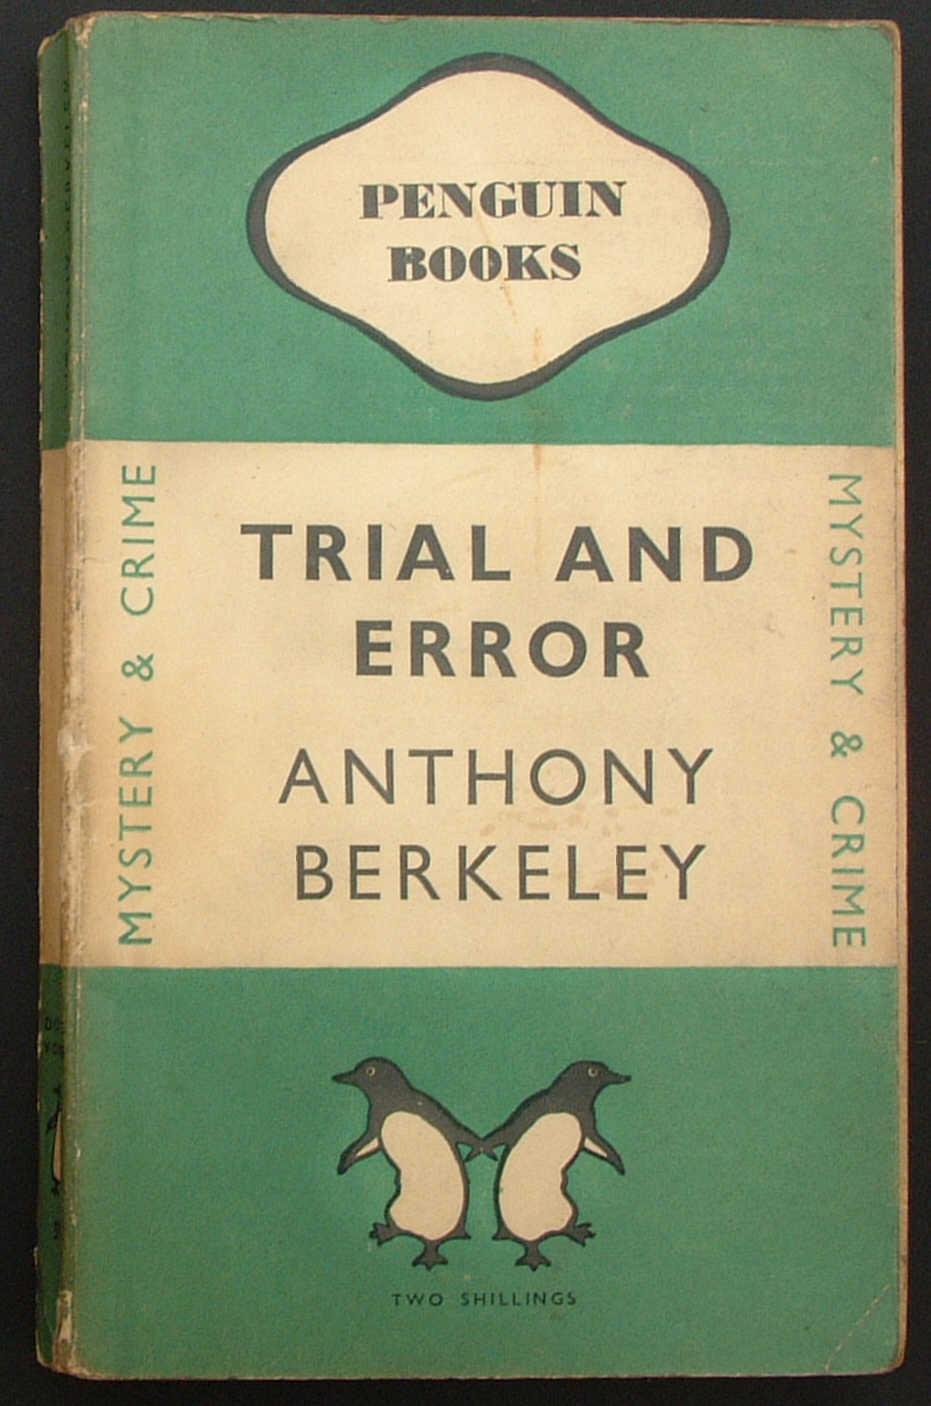 PENGUIN
BOOKS
MYSTERY & CRIME
TRIAL AND
ERROR
ANTHONY
BERKELEY
MYSTERY & CRIME
TWO SHILLINGS